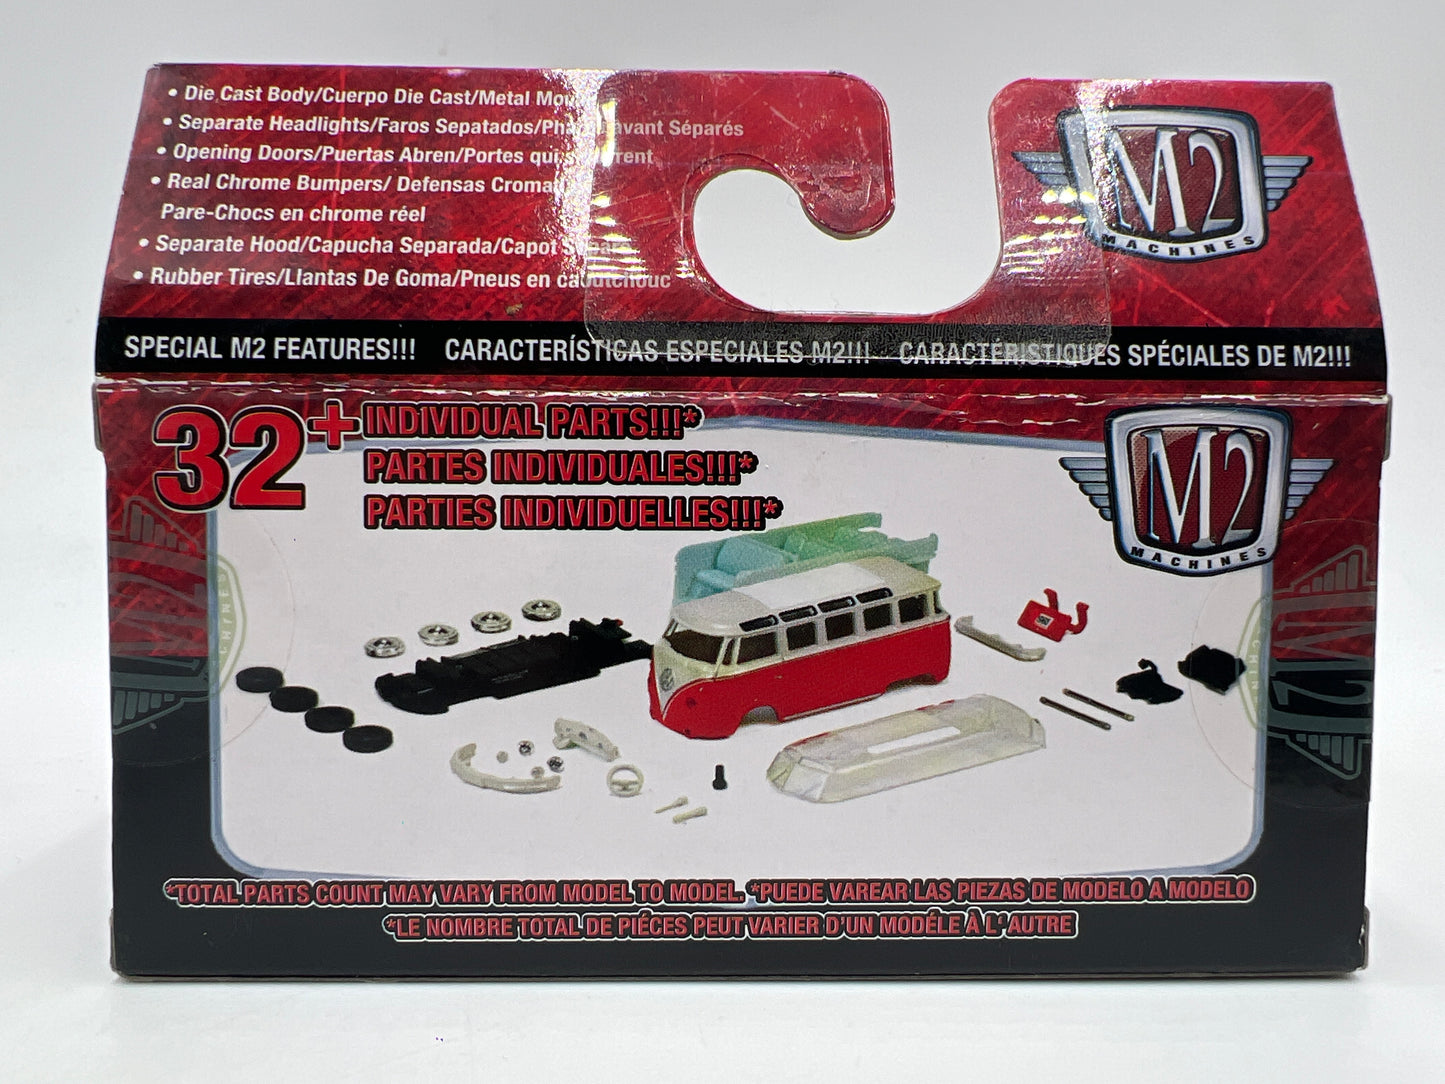 • Die Cast Body/Cuerpo Die Cast/Metal
• Separate Headlights/Faros Sepatados/ Séparés
• Opening Doors/Puertas Abren/Portes
• Real Chrome Bumpers/ Defensas
Pare-Chocs en chrome réel
• Separate Hood/Capucha Separada/Capot
• Rubber Tires/Llantas De Goma/Pneus en caoutchouc
M2
MACHINES
SPECIAL M2 FEATURES!!! CARACTERÍSTICAS ESPECIALES M2!!! CARACTÉRISTIQUES SPÉCIALES DE M2!!!
32+ INDIVIDUAL PARTS!!!*
PARTES INDIVIDUALES!!!*
PARTIES INDIVIDUELLES!!!*
M2
MACHINES
*TOTAL PARTS COUNT MAY VARY FROM MODEL TO MODEL. *PUEDE VAREAR LAS PIEZAS DE MODELO A MODELO
*LE NOMBRE TOTAL DE PIÉCES PEUT VARIER D'UN MODÉLE À L'AUTRE